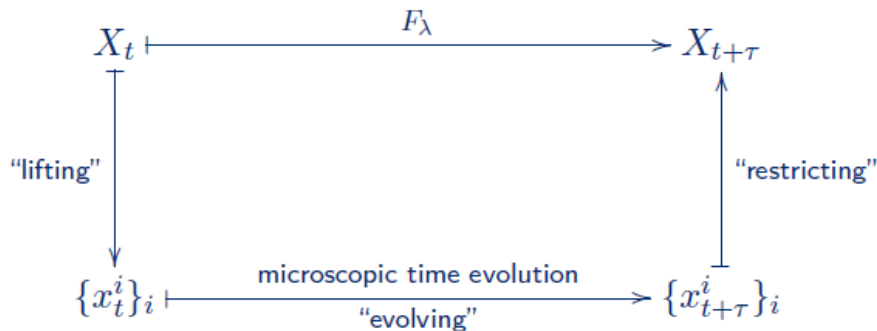 F_λ
X_t
X_{t+τ}
“lifting”
“restricting”
microscopic time evolution
{x_t^i}_i
{x_{t+τ}^i}_i
“evolving”